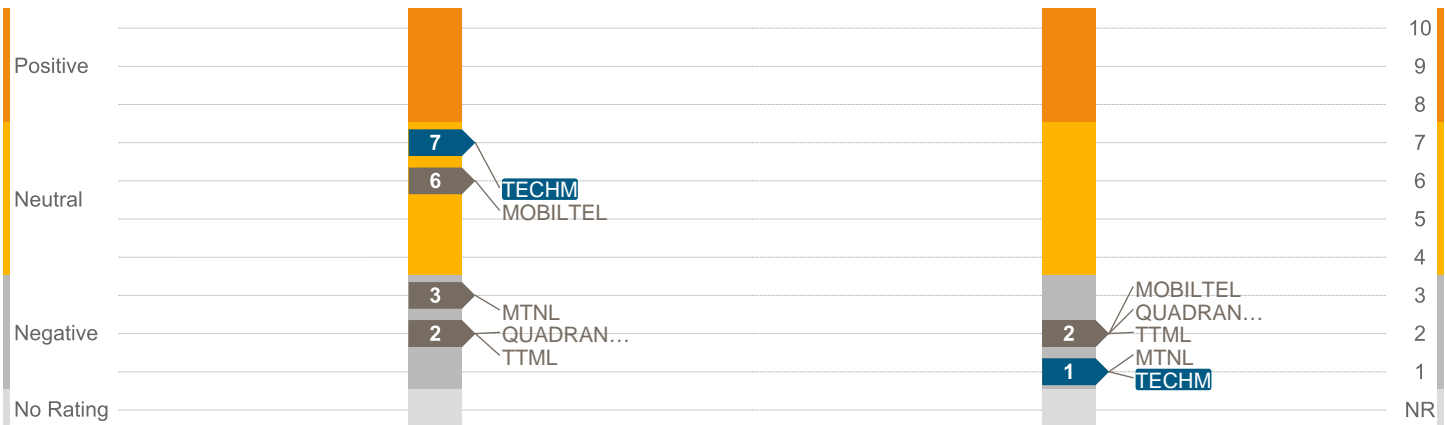 10
Positive
9
8
7
7
6
6
TECHM
Neutral
MOBILTEL
5
4
MOBILTEL
3
3
MTNL
QUADRAN…
Negative
2
QUADRAN…
2
TTML
2
TTML
MTNL
1
1
TECHM
No Rating
NR